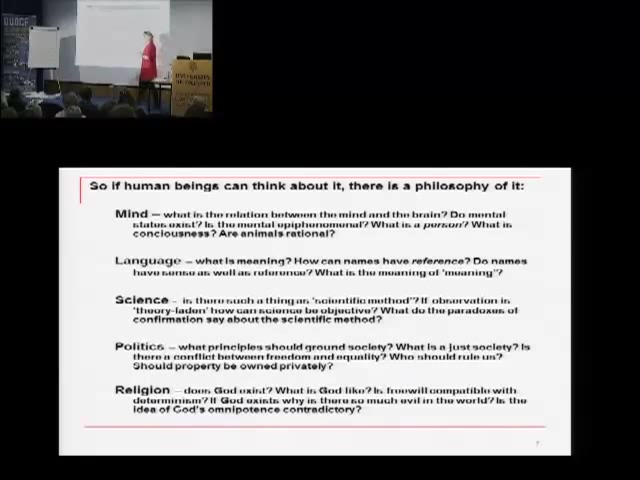 So if human beings can think about it, there is a philosophy of it:
Mind – what is the relation between the mind and the brain? Do mental
states exist? Is the mental epiphenomenal? What is a person? What is
conciousness? Are animals rational?
Language – what is meaning? How can names have reference? Do names
have sense as well as reference? What is the meaning of 'meaning'?
Science - is there such a thing as 'scientific method'? If observation is
'theory-laden' how can science be objective? What do the paradoxes of
confirmation say about the scientific method?
Politics – what principles should ground society? What is a just society? Is
there a conflict between freedom and equality? Who should rule us?
Should property be owned privately?
Religion – does God exist? What is God like? Is freewill compatible with
determinism? If God exists why is there so much evil in the world? Is the
idea of God's omnipotence contradictory?
7
UNIVERSITY
OF OXFORD